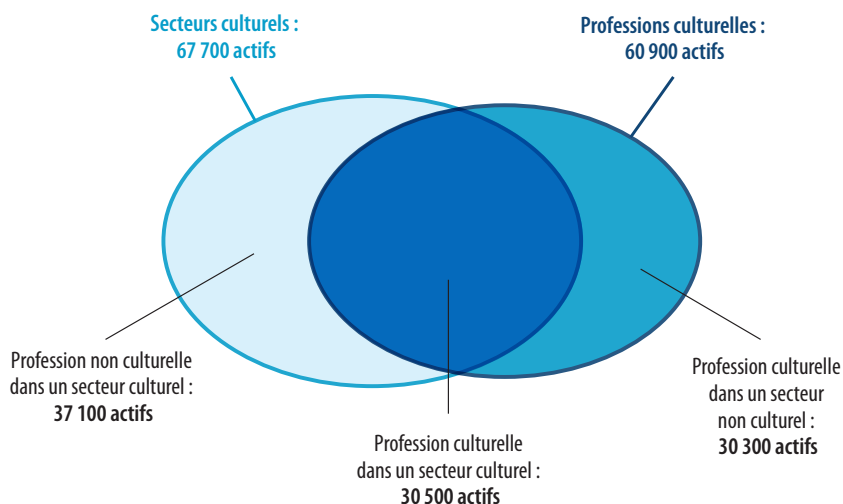 Secteurs culturels :
67 700 actifs
Professions culturelles :
60 900 actifs
Profession non culturelle
dans un secteur culturel :
37 100 actifs
Profession culturelle
dans un secteur culturel :
30 500 actifs
Profession culturelle
dans un secteur
non culturel :
30 300 actifs